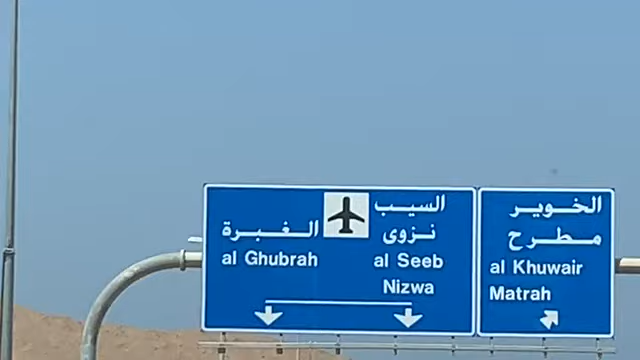 الغبرة
al Ghubrah
السيب
نزوى
al Seeb
Nizwa
الخوير
مطرح
al Khuwair
Matrah